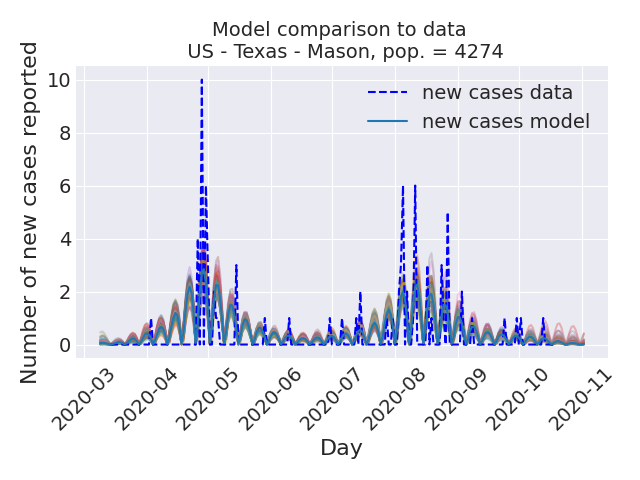 Model comparison to data
US - Texas - Mason, pop. = 4274
Number of new cases reported
10
8
6
4
2
0
new cases data
new cases model
2020-03
2020-04
2020-05
2020-06
2020-07
2020-08
2020-09
2020-10
2020-11
Day